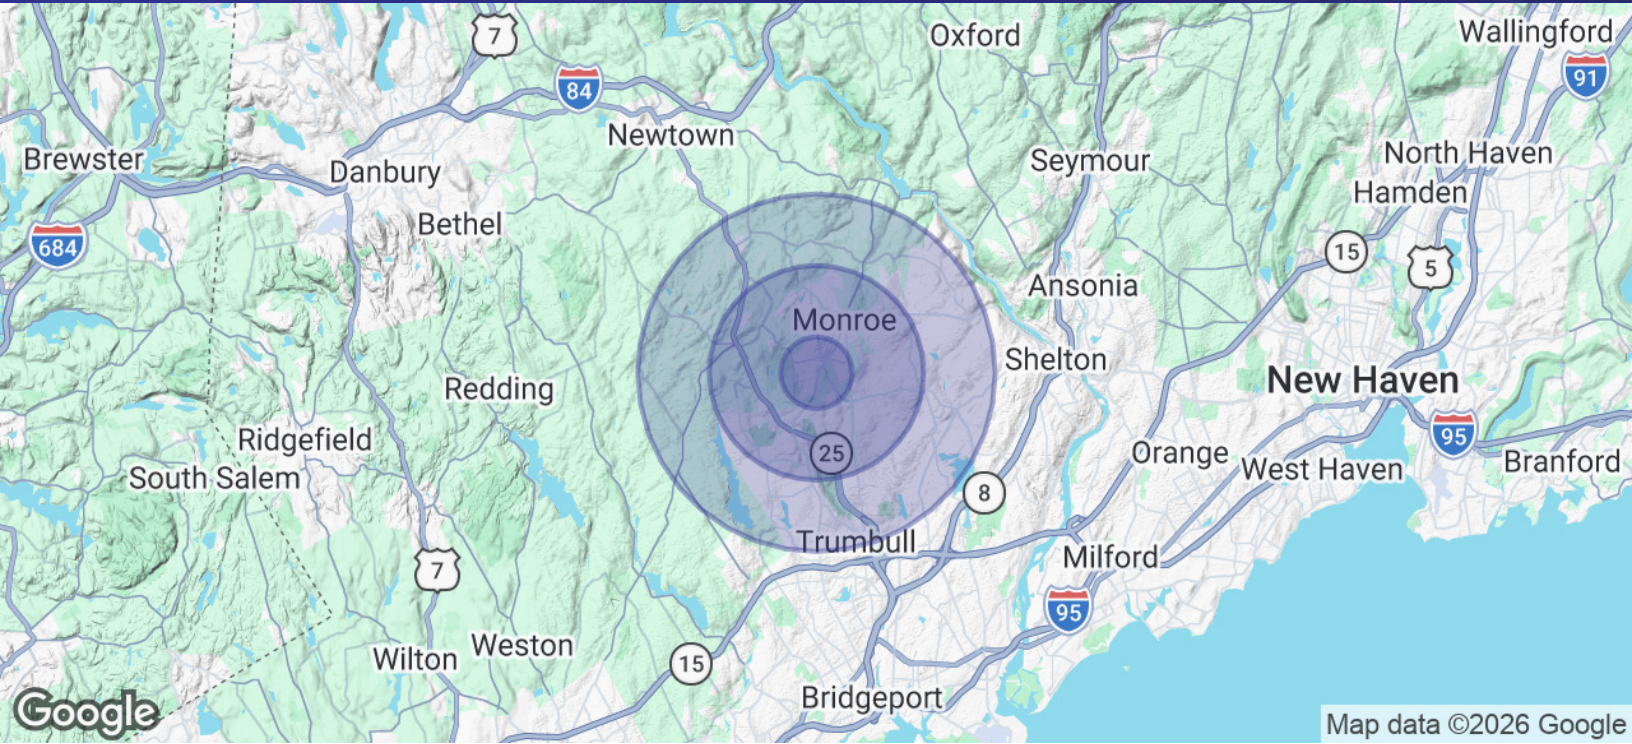 Oxford
Wallingford
7
84
91
Newtown
Brewster
Danbury
Seymour
North Haven
Hamden
Bethel
684
15
5
Ansonia
Monroe
Shelton
Redding
New Haven
Ridgefield
25
95
South Salem
Orange
West Haven
Branford
8
Trumbull
Milford
7
95
Wilton
Weston
15
Bridgeport
Google
Map data ©2026 Google